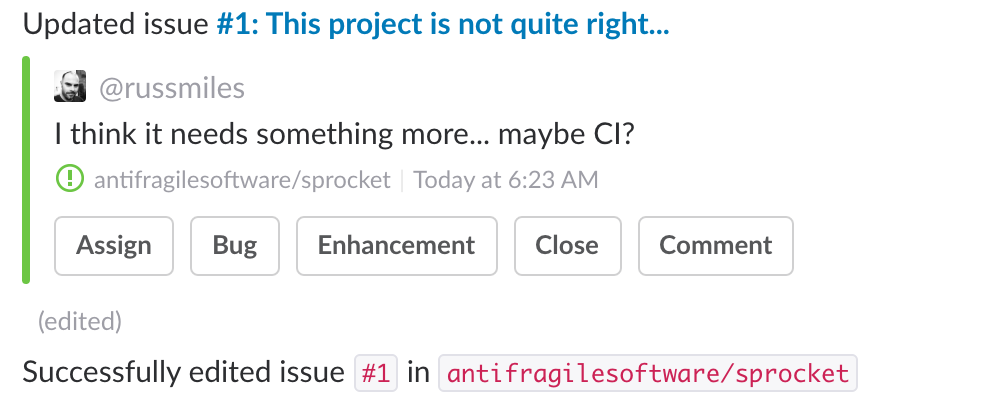 Updated issue #1: This project is not quite right...
@russmiles
I think it needs something more... maybe CI?
antifragilesoftware/sprocket | Today at 6:23 AM
Assign Bug Enhancement Close Comment
(edited)
Successfully edited issue #1 in antifragilesoftware/sprocket